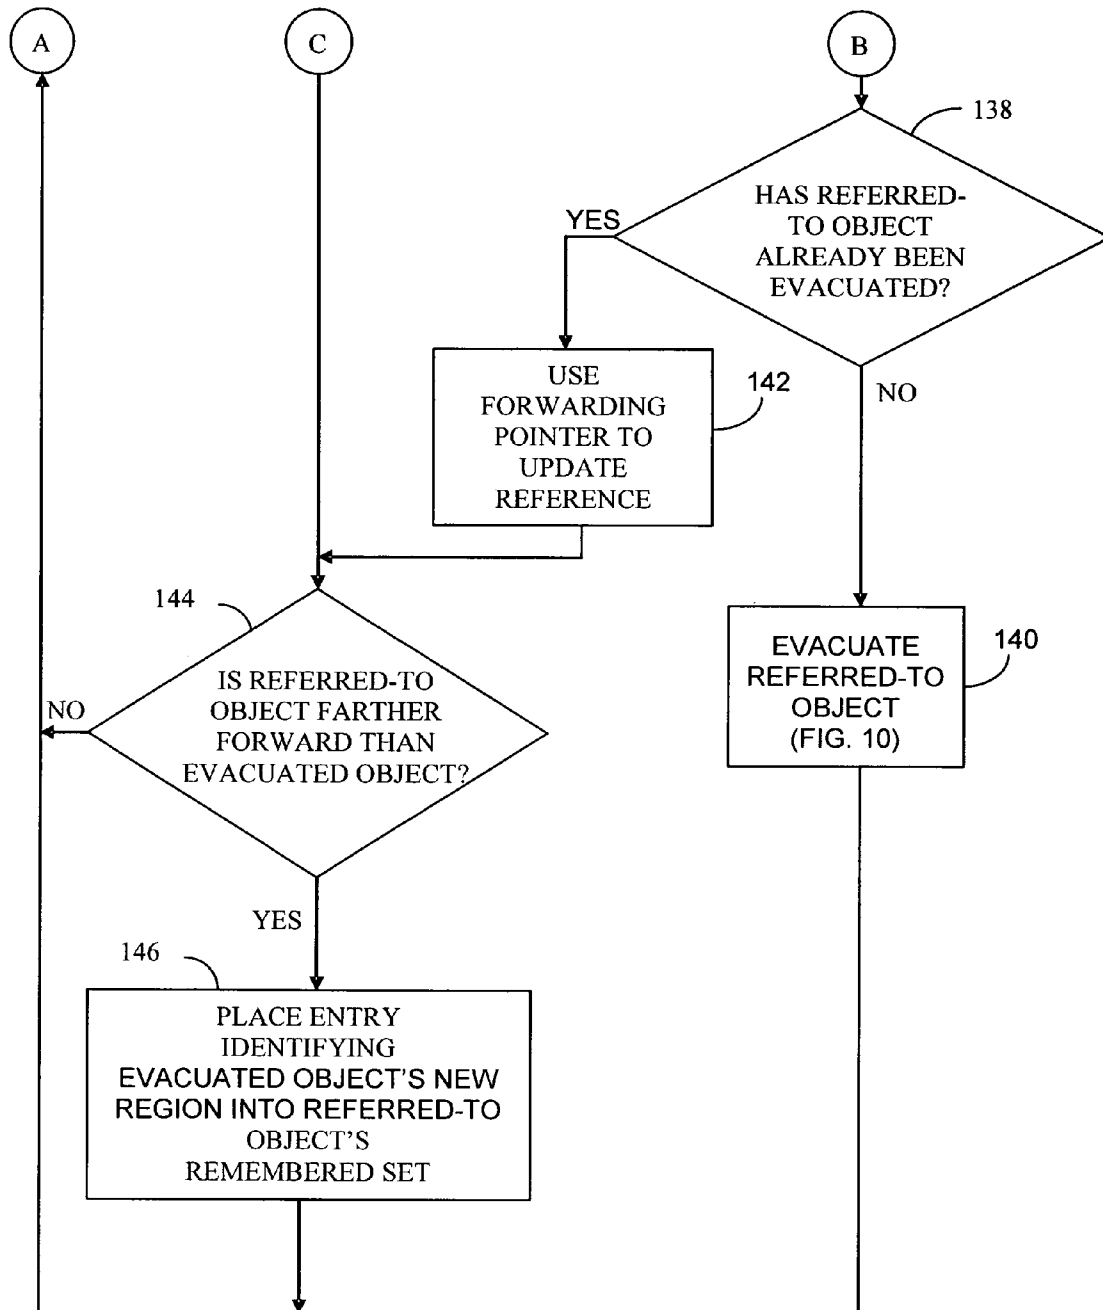 A
C
B
138
HAS REFERRED-
TO OBJECT
ALREADY BEEN
EVACUATED?
YES
NO
USE
FORWARDING
POINTER TO
UPDATE
REFERENCE
142
144
IS REFERRED-TO
OBJECT FARTHER
FORWARD THAN
EVACUATED OBJECT?
NO
YES
EVACUATE
REFERRED-TO
OBJECT
(FIG. 10)
140
146
PLACE ENTRY
IDENTIFYING
EVACUATED OBJECT'S NEW
REGION INTO REFERRED-TO
OBJECT'S
REMEMBERED SET